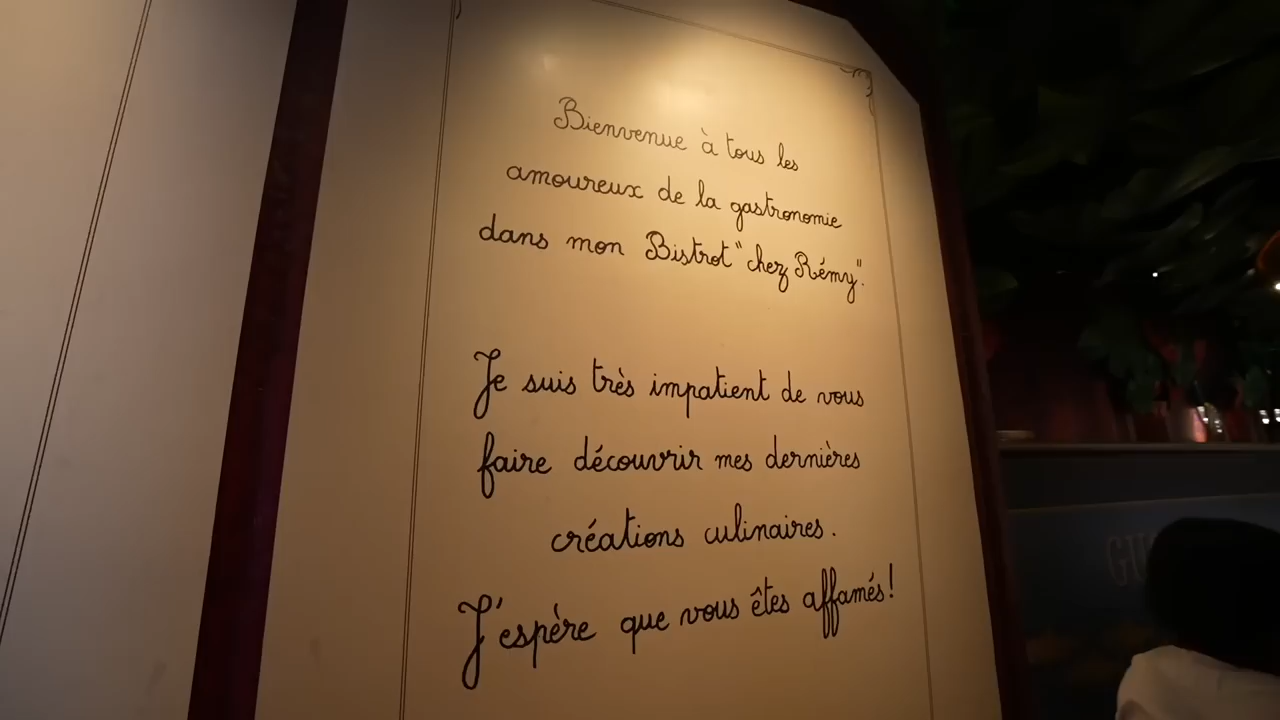 Bienvenue à tous les
amoureux de la gastronomie
dans mon Bistrot "chez Rémy".
Je suis très impatient de vous
faire découvrir mes dernières
créations culinaires.
J'espère que vous êtes affamés!